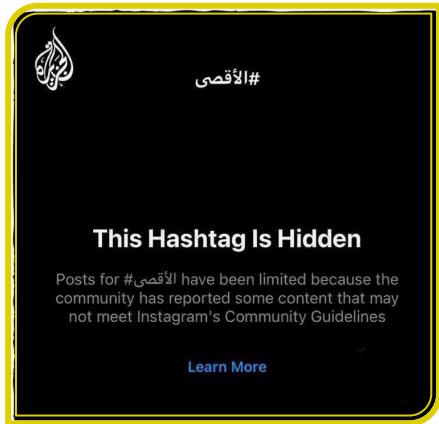 #الأقصى
This Hashtag Is Hidden
Posts for #الأقصى have been limited because the
community has reported some content that may
not meet Instagram's Community Guidelines
Learn More